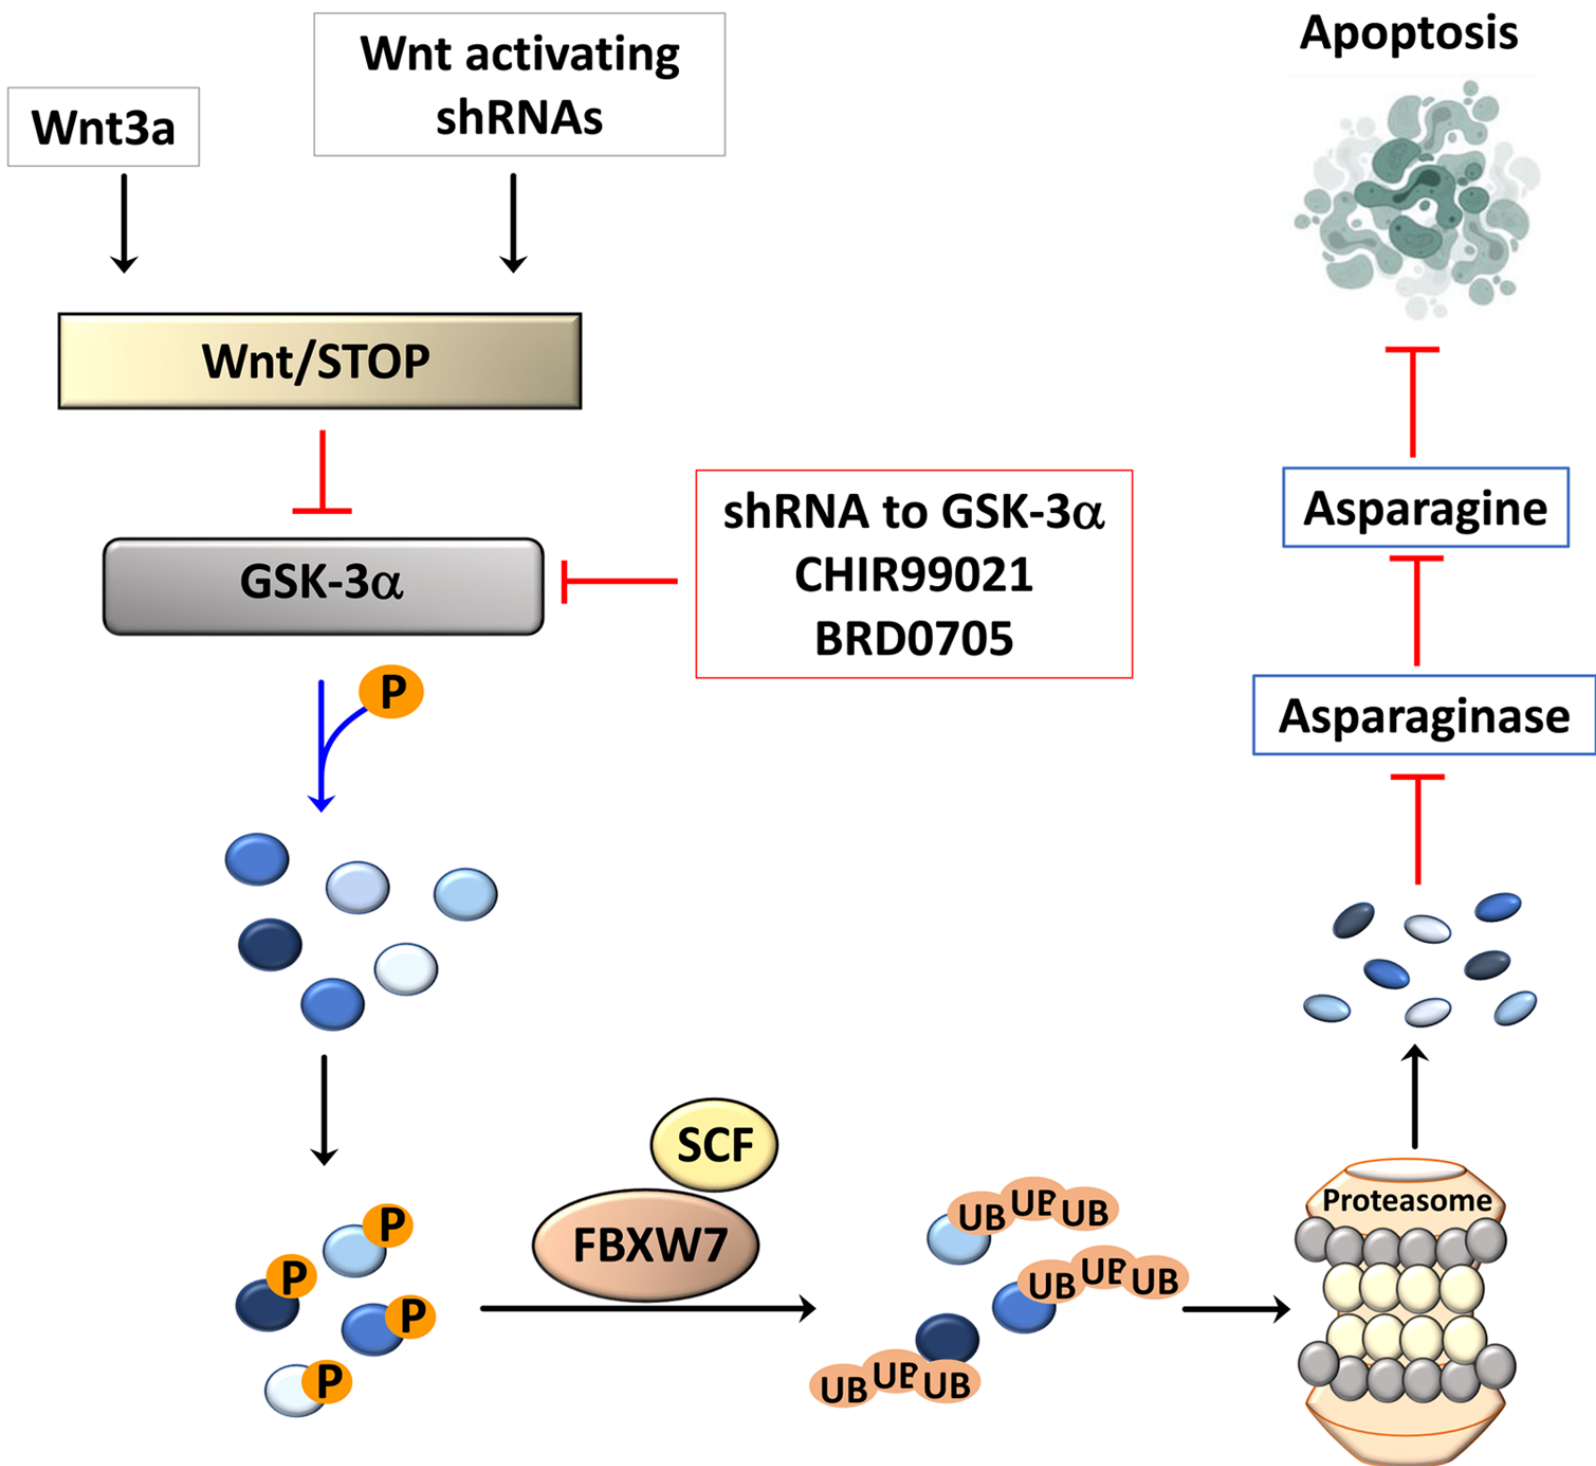 Wnt3a
Wnt activating
shRNAs
Wnt/STOP
GSK-3α
shRNA to GSK-3α
CHIR99021
BRD0705
P
P
P
P
P
SCF
FBXW7
UB UB UB
UB UB UB
UB UB UB
Proteasome
Asparaginase
Asparagine
Apoptosis